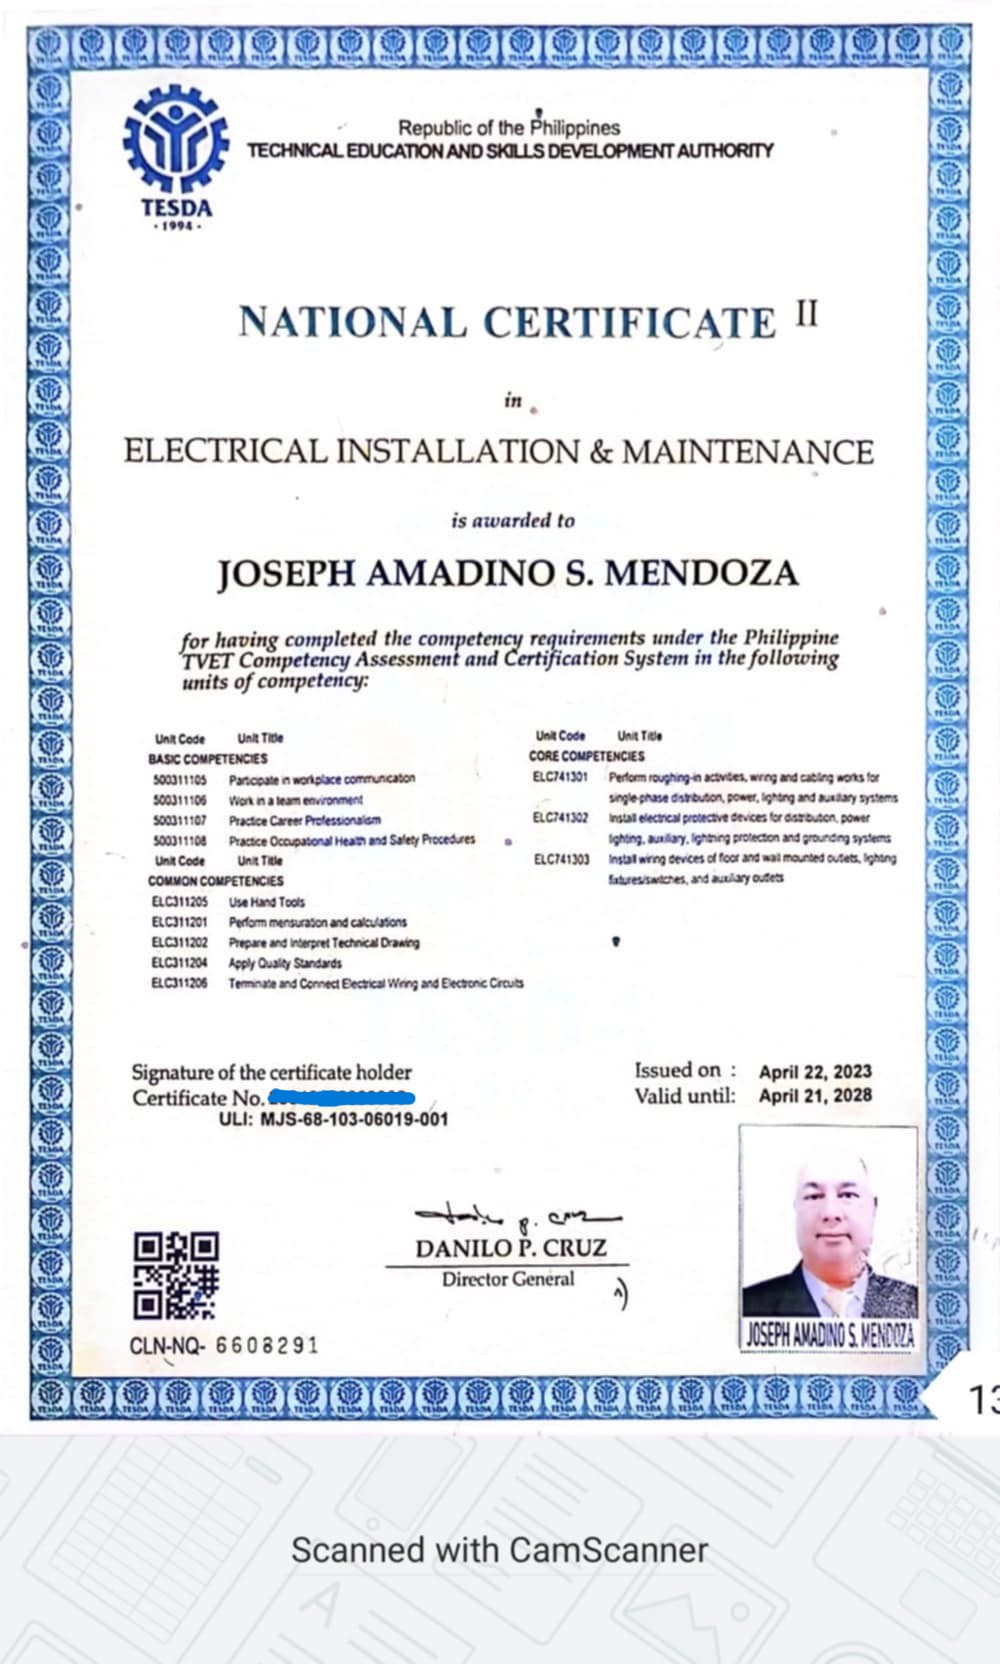 TESDA
· 1994 ·
Republic of the Philippines
TECHNICAL EDUCATION AND SKILLS DEVELOPMENT AUTHORITY
NATIONAL CERTIFICATE II
in
ELECTRICAL INSTALLATION & MAINTENANCE
is awarded to
JOSEPH AMADINO S. MENDOZA
for having completed the competency requirements under the Philippine
TVET Competency Assessment and Certification System in the following
units of competency:
Unit Code Unit Title
BASIC COMPETENCIES
500311105 Participate in workplace communication
500311106 Work in a team environment
500311107 Practice Career Professionalism
500311108 Practice Occupational Health and Safety Procedures
Unit Code Unit Title
COMMON COMPETENCIES
ELC311205 Use Hand Tools
ELC311201 Perform mensuration and calculations
ELC311202 Prepare and Interpret Technical Drawing
ELC311204 Apply Quality Standards
ELC311206 Terminate and Connect Electrical Wiring and Electronic Circuits
Unit Code Unit Title
CORE COMPETENCIES
ELC741301 Perform roughing-in activities, wiring and cabling works for
single-phase distribution, power, lighting and auxiliary systems
ELC741302 Install electrical protective devices for distribution, power
lighting, auxiliary, lightning protection and grounding systems
ELC741303 Install wiring devices of floor and wall mounted outlets, lighting
fixtures/switches, and auxiliary outlets
Signature of the certificate holder
Certificate No.
ULI: MJS-68-103-06019-001
Issued on : April 22, 2023
Valid until: April 21, 2028
DANILO P. CRUZ
Director General
CLN-NQ- 6608291
JOSEPH AMADINO S. MENDOZA
13
Scanned with CamScanner